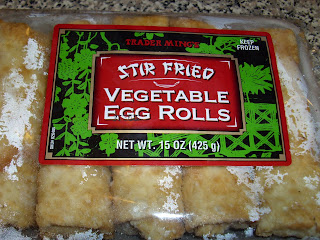 TRADER MING'S
KEEP
FROZEN
STIR FRIED
VEGETABLE
EGG ROLLS
NET WT. 15 OZ (425 g)